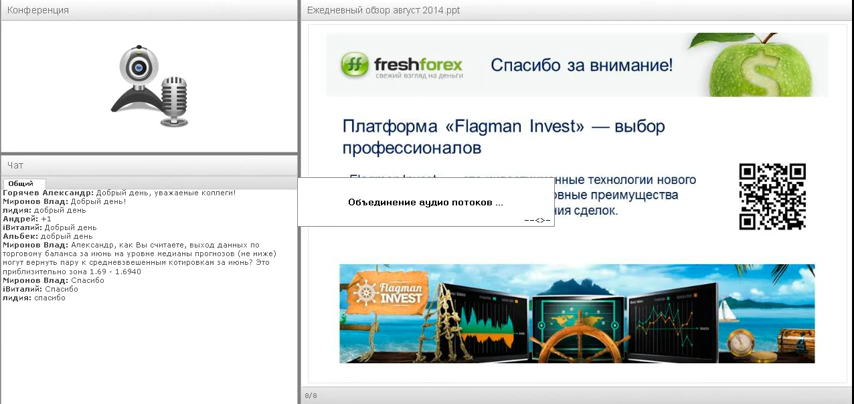 Конференция
Чат
Общий
Горячев Александр: Добрый день, уважаемые коллеги!
Миронов Влад: Добрый день!
лидия: добрый день
Андрей: +1
iВиталий: Добрый день
Альбек: добрый день
Миронов Влад: Александр, как Вы считаете, выход данных по
торговому баланса за июнь на уровне медианы прогнозов (не ниже)
могут вернуть пару к средневзвешенным котировкам за июнь? Это
приблизительно зона 1.69 - 1.6940
Миронов Влад: Спасибо
iВиталий: Спасибо
лидия: спасибо
Ежедневный обзор август 2014.ppt
freshforex
свежий взгляд на деньги
Спасибо за внимание!
Платформа «Flagman Invest» — выбор
профессионалов
технологии нового
преимущества
сделок.
Объединение аудио потоков ...
--<>-
Flagman
INVEST
8/8